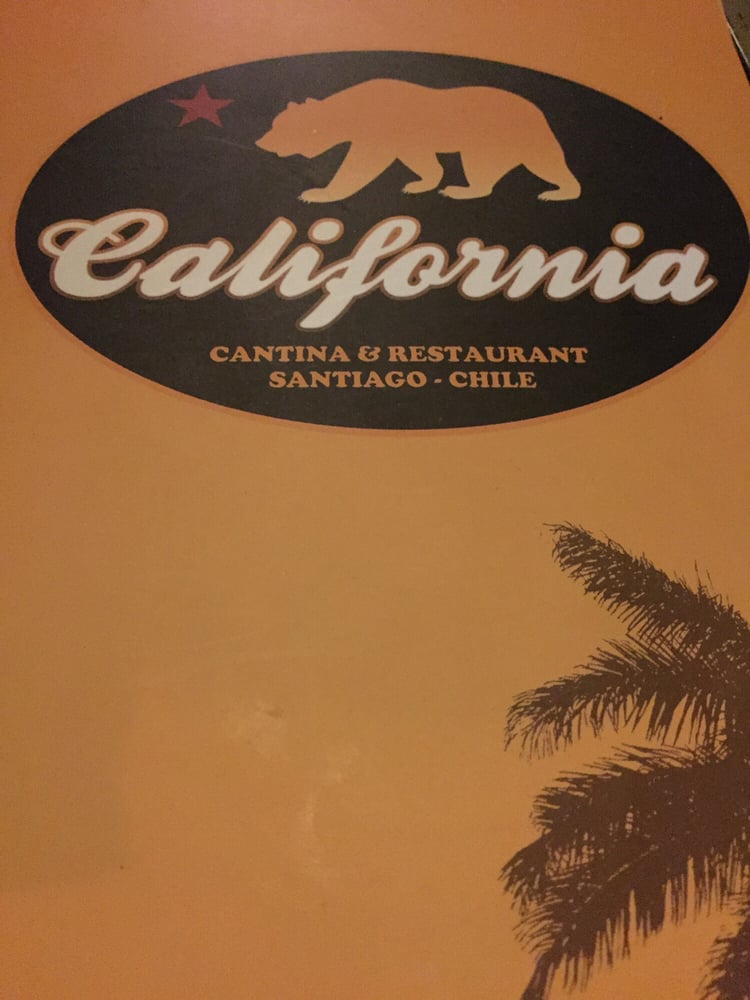 California
CANTINA & RESTAURANT
SANTIAGO - CHILE